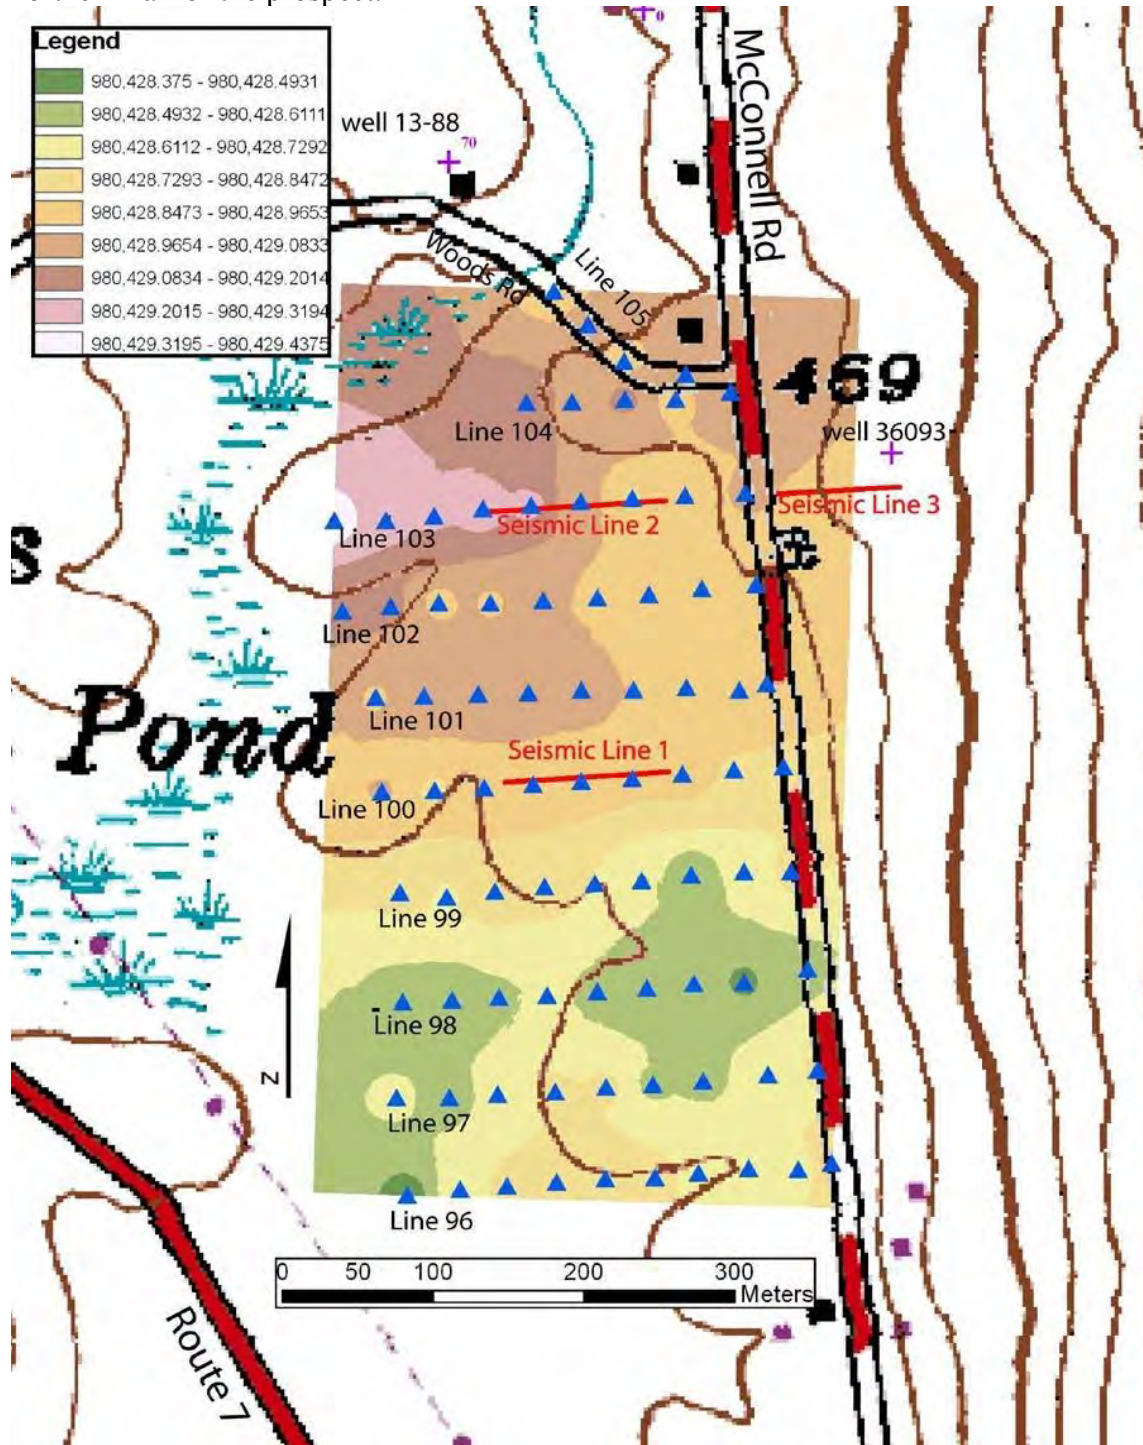 Legend
980,428.375 - 980,428.4931
980,428.4932 - 980,428.6111
980,428.6112 - 980,428.7292
980,428.7293 - 980,428.8472
980,428.8473 - 980,428.9653
980,428.9654 - 980,429.0833
980,429.0834 - 980,429.2014
980,429.2015 - 980,429.3194
980,429.3195 - 980,429.4375
0
McConnell Rd
well 13-88
70
Woods Rd
Line 105
469
Line 104
well 36093
Seismic Line 3
Seismic Line 2
Line 103
s
Line 102
Pond
Line 101
Seismic Line 1
Line 100
Line 99
Line 98
N
Line 97
Line 96
0 50 100 200 300
Meters
Route 7